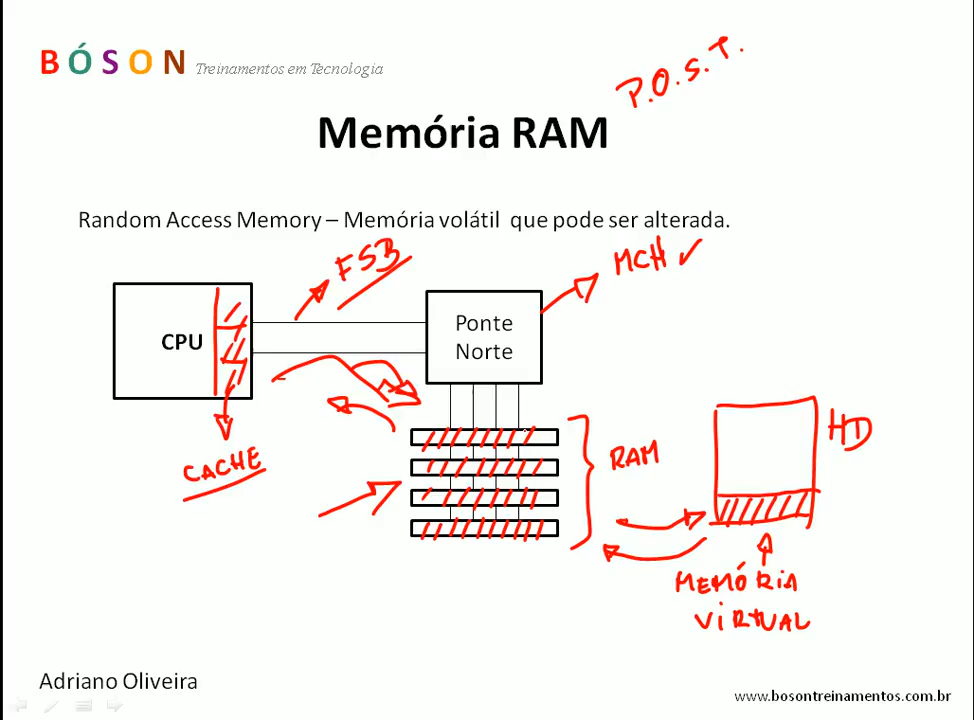 BÓSON Treinamentos em Tecnologia
P.O.S.T.
Memória RAM
Random Access Memory – Memória volátil que pode ser alterada.
FSB
MCH
CPU
Ponte
Norte
HD
RAM
CACHE
MEMÓRIA
VIRTUAL
Adriano Oliveira
www.bosontreinamentos.com.br